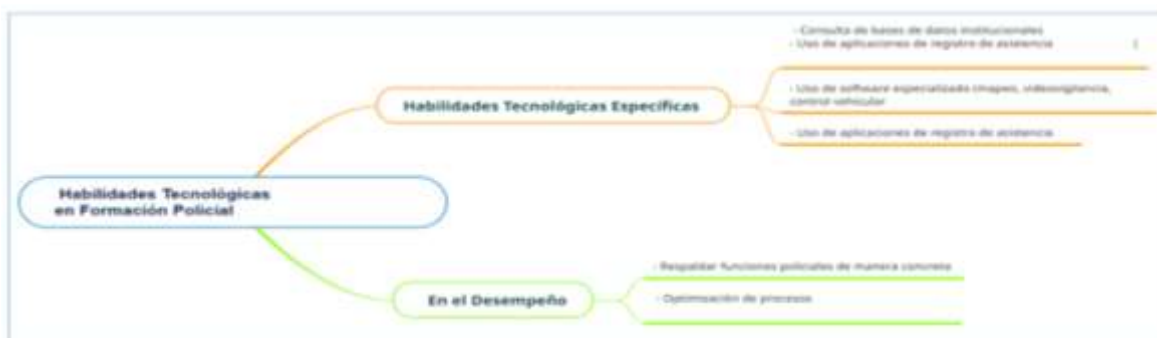 - Consulta de bases de datos institucionales
- Uso de aplicaciones de registro de asistencia
Habilidades Tecnológicas Específicas
- Uso de software especializado (mapeo, videovigilancia,
control vehicular
- Uso de aplicaciones de registro de asistencia
Habilidades Tecnológicas
en Formación Policial
- Respaldar funciones policiales de manera concreta
En el Desempeño
- Optimización de procesos